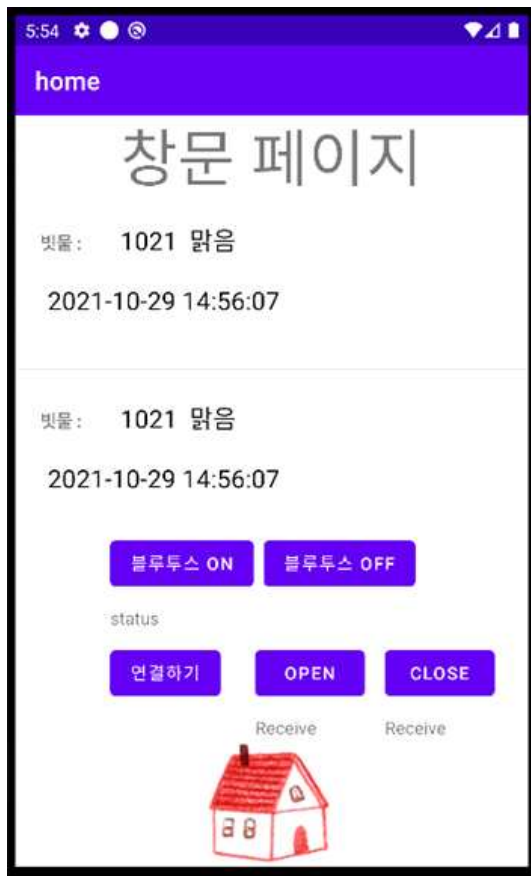 5:54
home
창문 페이지
빗물 : 1021 맑음
2021-10-29 14:56:07
빗물 : 1021 맑음
2021-10-29 14:56:07
블루투스 ON 블루투스 OFF
status
연결하기 OPEN CLOSE
Receive Receive